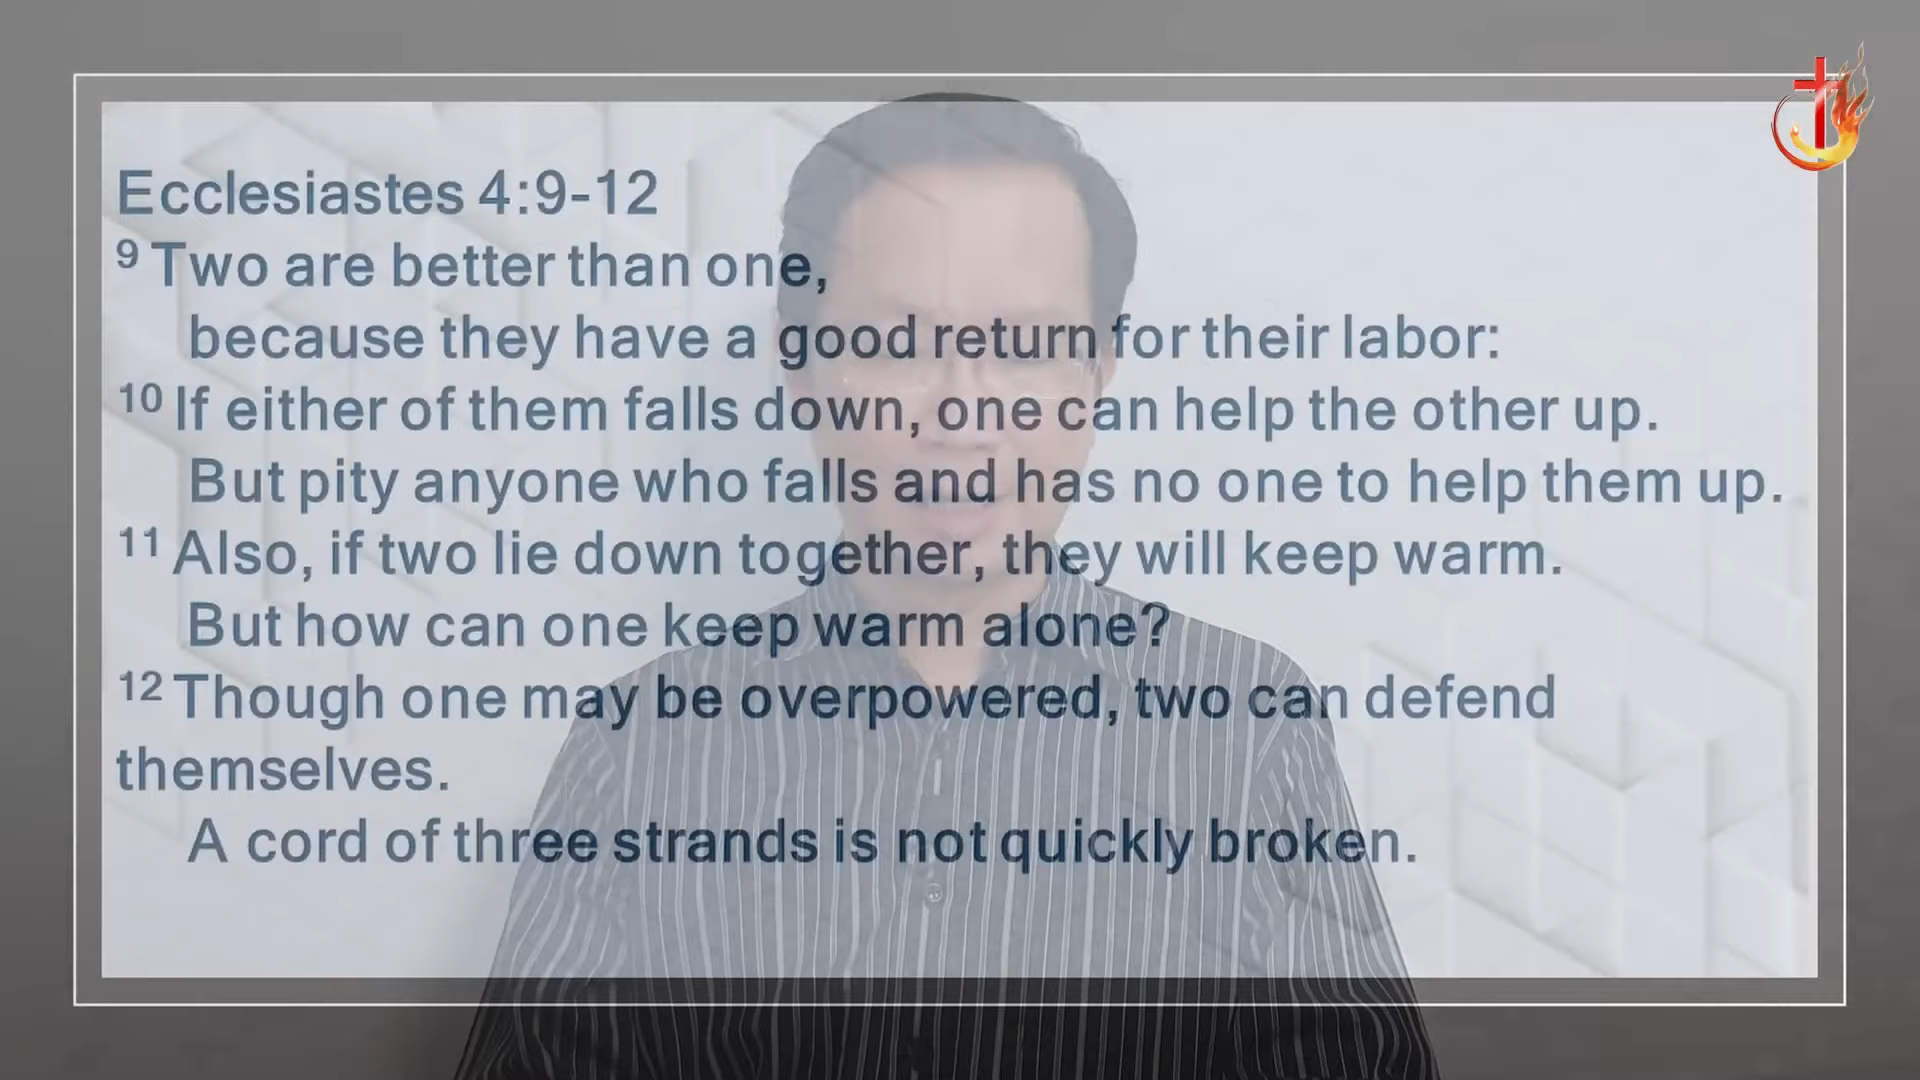 Ecclesiastes 4:9-12
9 Two are better than one,
because they have a good return for their labor:
10 If either of them falls down, one can help the other up.
But pity anyone who falls and has no one to help them up.
11 Also, if two lie down together, they will keep warm.
But how can one keep warm alone?
12 Though one may be overpowered, two can defend
themselves.
A cord of three strands is not quickly broken.